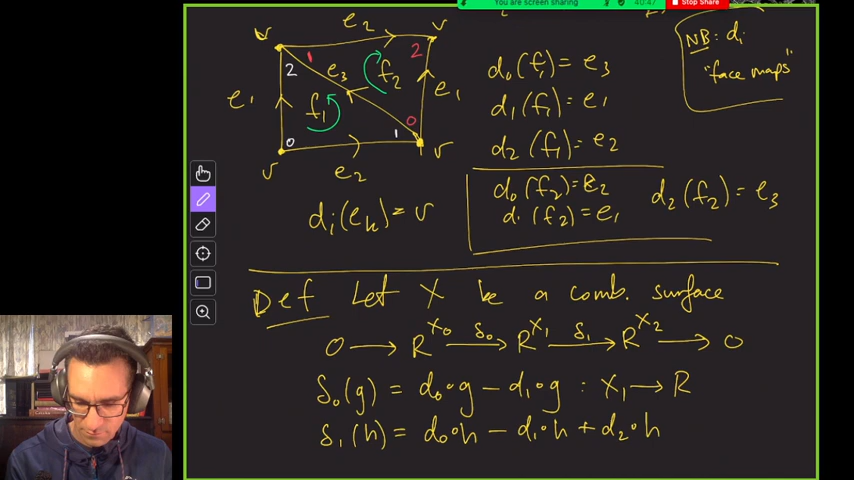 You are screen sharing 40:47 Stop Share
v e₂ v
1 2
2 e₃ f₂
NB: dᵢ
"face maps"
e₁ f₁ e₁
0
0 1
v e₂ v
d₀(f₁) = e₃
d₁(f₁) = e₁
d₂(f₁) = e₂
d₀(f₂) = e₂ d₂(f₂) = e₃
d₁(f₂) = e₁
dᵢ(eₖ) = v
Def Let X be a comb. surface
0 → R^X₀ →δ₀ R^X₁ →δ₁ R^X₂ → 0
δ₀(g) = d₀∘g − d₁∘g : X₁ → R
δ₁(h) = d₀∘h − d₁∘h + d₂∘h